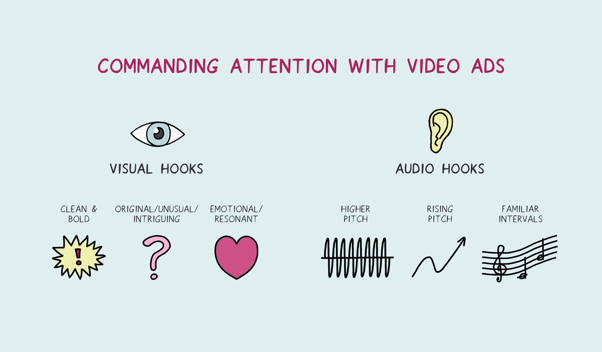 COMMANDING ATTENTION WITH VIDEO ADS
VISUAL HOOKS
CLEAN &
BOLD
ORIGINAL/UNUSUAL/
INTRIGUING
EMOTIONAL/
RESONANT
AUDIO HOOKS
HIGHER
PITCH
RISING
PITCH
FAMILIAR
INTERVALS